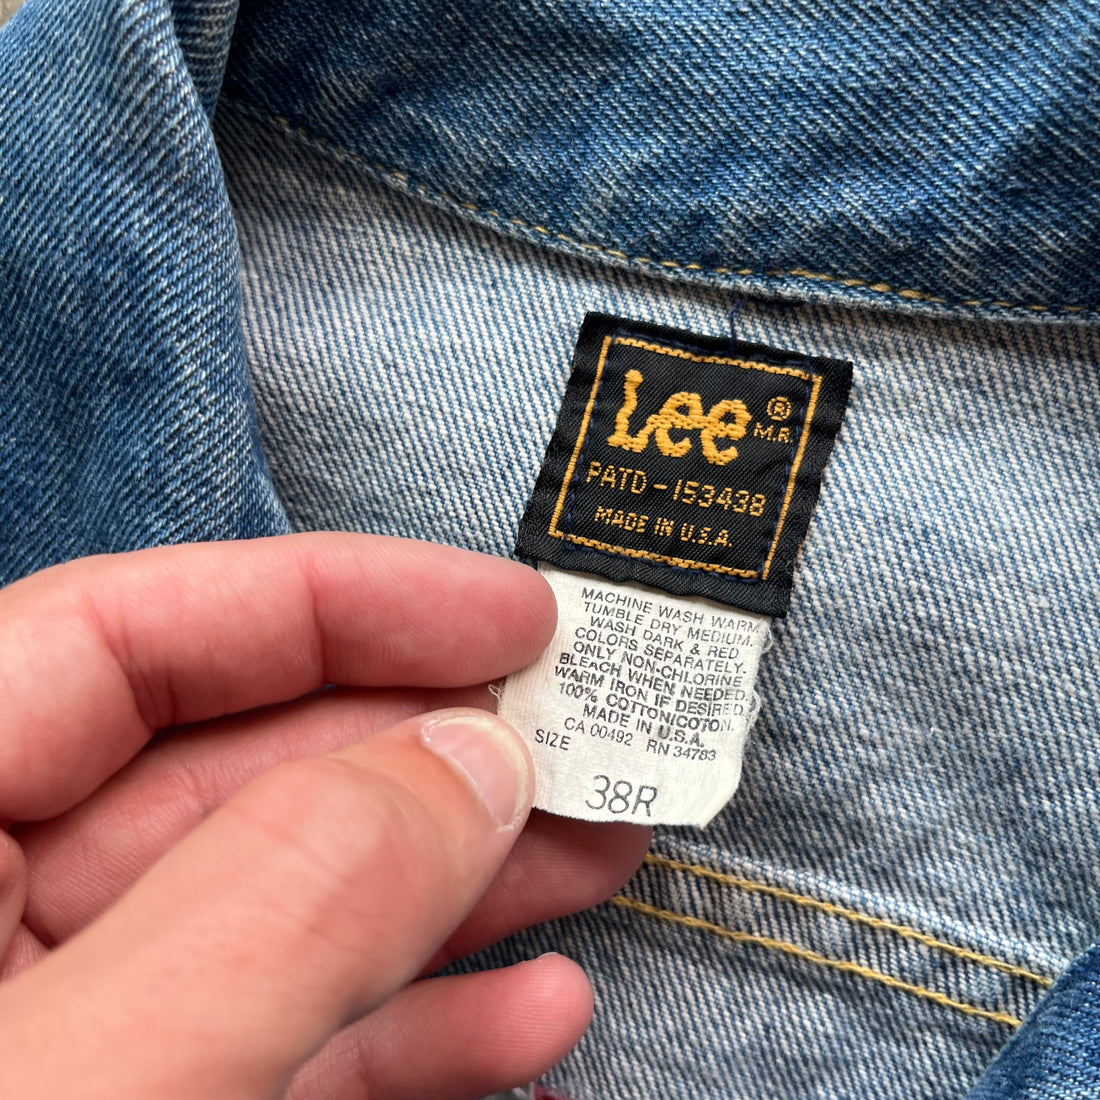 Lee ® M.R.
PATD-153438
MADE IN U.S.A.
MACHINE WASH WARM
TUMBLE DRY MEDIUM.
WASH DARK & RED
COLORS SEPARATELY.
ONLY NON-CHLORINE
BLEACH WHEN NEEDED.
WARM IRON IF DESIRED.
100% COTTON/COTON.
MADE IN U.S.A.
CA 00492 RN 34783
SIZE
38R